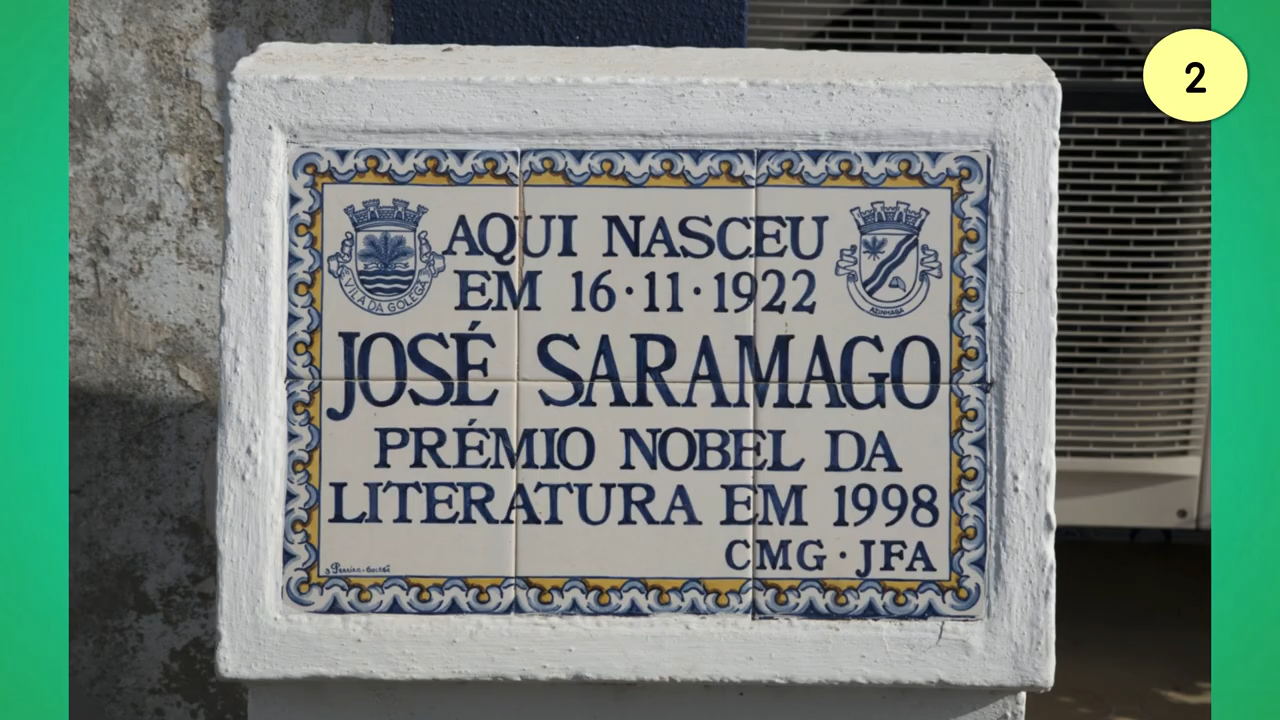 2
AQUI NASCEU
EM 16·11·1922
VILA DA GOLEGÃ
AZINHAGA
JOSÉ SARAMAGO
PRÉMIO NOBEL DA
LITERATURA EM 1998
CMG·JFA